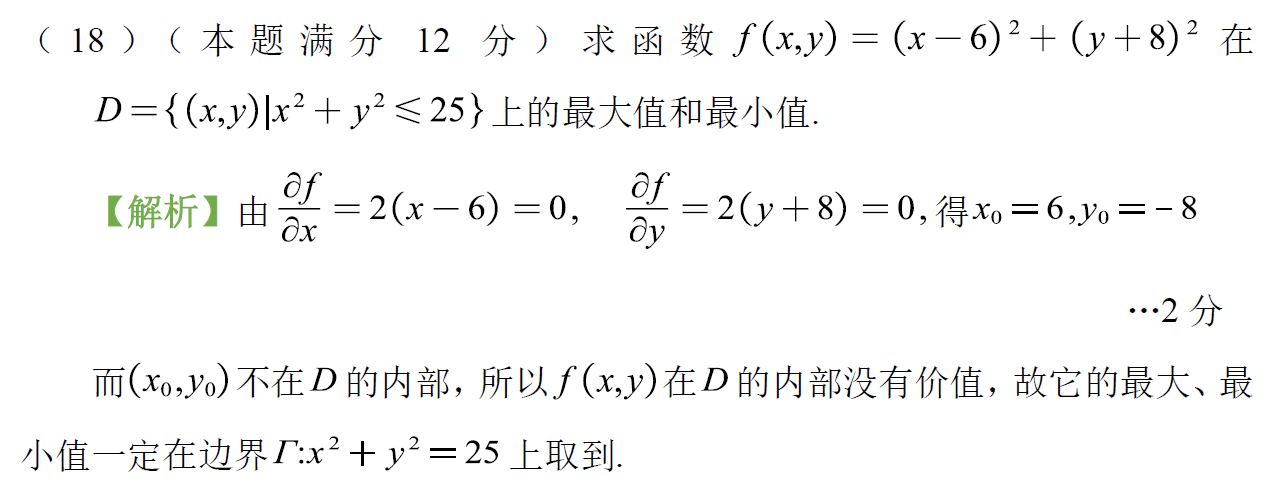 （18）（本题满分 12 分）求函数 f(x,y) = (x − 6)² + (y + 8)² 在
D = {(x,y)|x² + y² ⩽ 25} 上的最大值和最小值.
【解析】由 ∂f/∂x = 2(x − 6) = 0, ∂f/∂y = 2(y + 8) = 0, 得 x₀ = 6, y₀ = − 8
…2 分
而(x₀,y₀)不在 D 的内部，所以 f(x,y)在 D 的内部没有价值，故它的最大、最
小值一定在边界 Γ:x² + y² = 25 上取到.